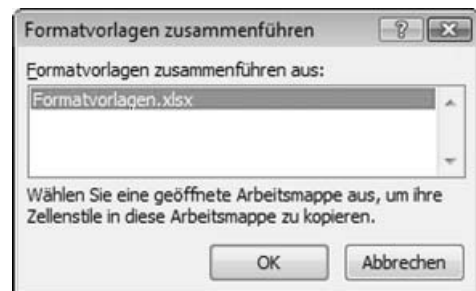 Formatvorlagen zusammenführen
Formatvorlagen zusammenführen aus:
Formatvorlagen.xlsx
Wählen Sie eine geöffnete Arbeitsmappe aus, um ihre
Zellenstile in diese Arbeitsmappe zu kopieren.
OK Abbrechen